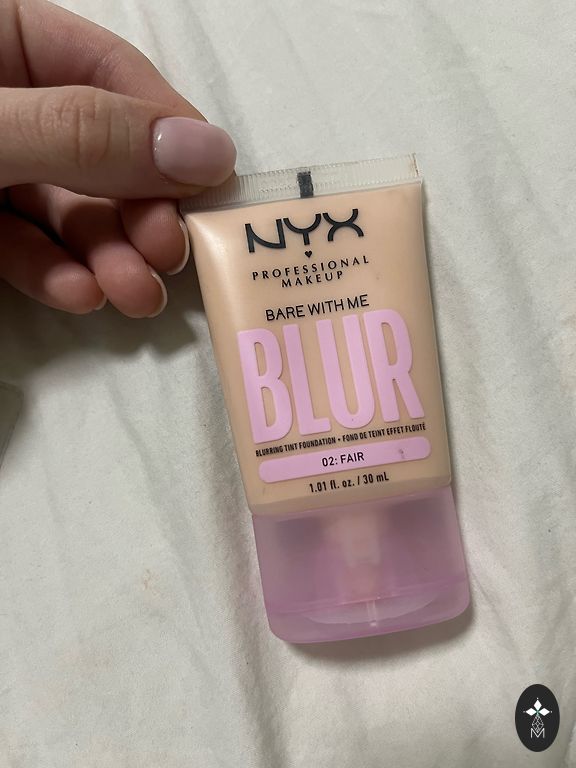 NYX
PROFESSIONAL
MAKEUP
BARE WITH ME
BLUR
BLURRING TINT FOUNDATION • FOND DE TEINT EFFET FLOUTÉ
02: FAIR
1.01 fl. oz. / 30 mL
M